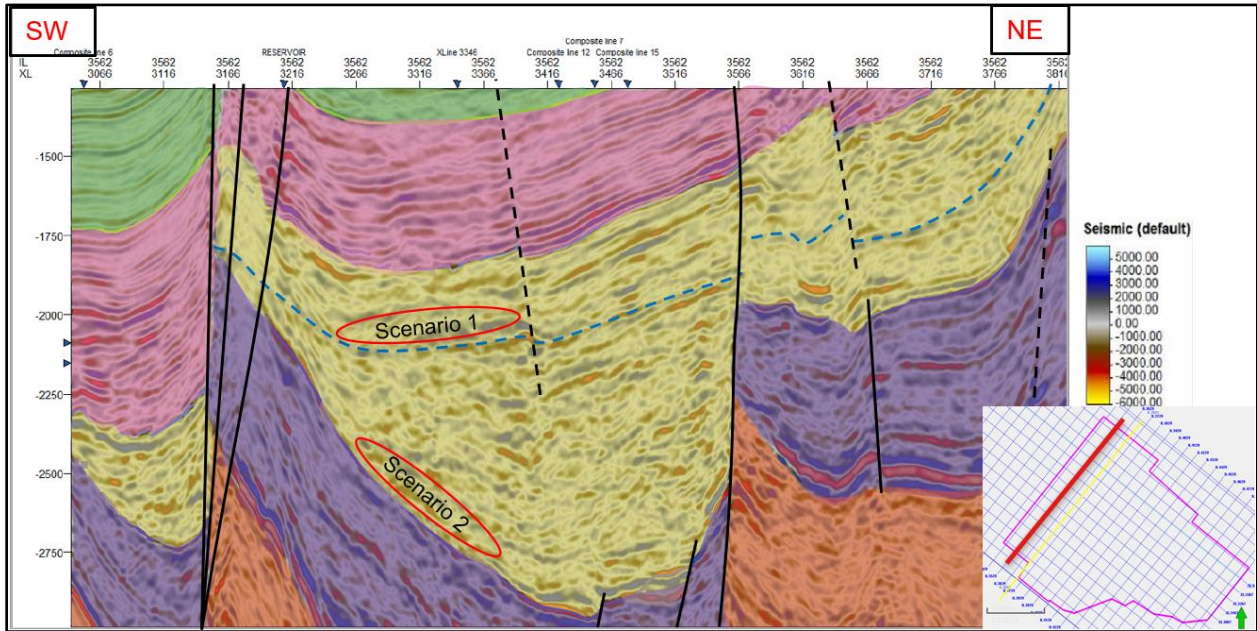 SW
NE
Composite line 7
Composite line 6 RESERVOIR XLine 3346 Composite line 12 Composite line 15
IL 3562 3562 3562 3562 3562 3562 3562 3562 3562 3562 3562 3562 3562 3562 3562 3562
XL 3066 3116 3166 3216 3266 3316 3366 3416 3466 3516 3566 3616 3666 3716 3766 3816
-1500
-1750
-2000
-2250
-2500
-2750
Scenario 1
Scenario 2
Seismic (default)
5000.00
4000.00
3000.00
2000.00
1000.00
0.00
-1000.00
-2000.00
-3000.00
-4000.00
-5000.00
-6000.00